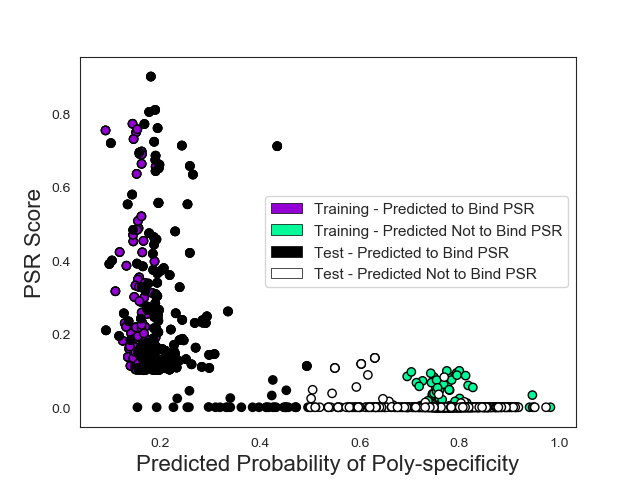 0.8
0.6
0.4
0.2
0.0
PSR Score
Training - Predicted to Bind PSR
Training - Predicted Not to Bind PSR
Test - Predicted to Bind PSR
Test - Predicted Not to Bind PSR
0.2 0.4 0.6 0.8 1.0
Predicted Probability of Poly-specificity